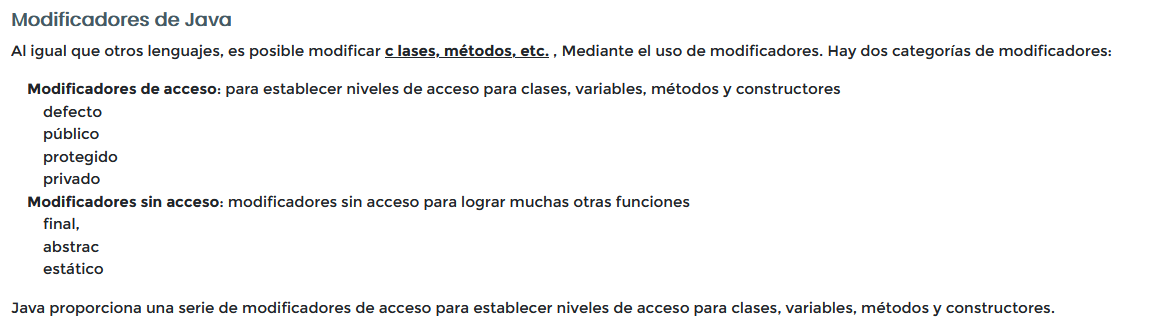 Modificadores de Java
Al igual que otros lenguajes, es posible modificar c lases, métodos, etc. , Mediante el uso de modificadores. Hay dos categorías de modificadores:
Modificadores de acceso: para establecer niveles de acceso para clases, variables, métodos y constructores
defecto
público
protegido
privado
Modificadores sin acceso: modificadores sin acceso para lograr muchas otras funciones
final,
abstrac
estático
Java proporciona una serie de modificadores de acceso para establecer niveles de acceso para clases, variables, métodos y constructores.